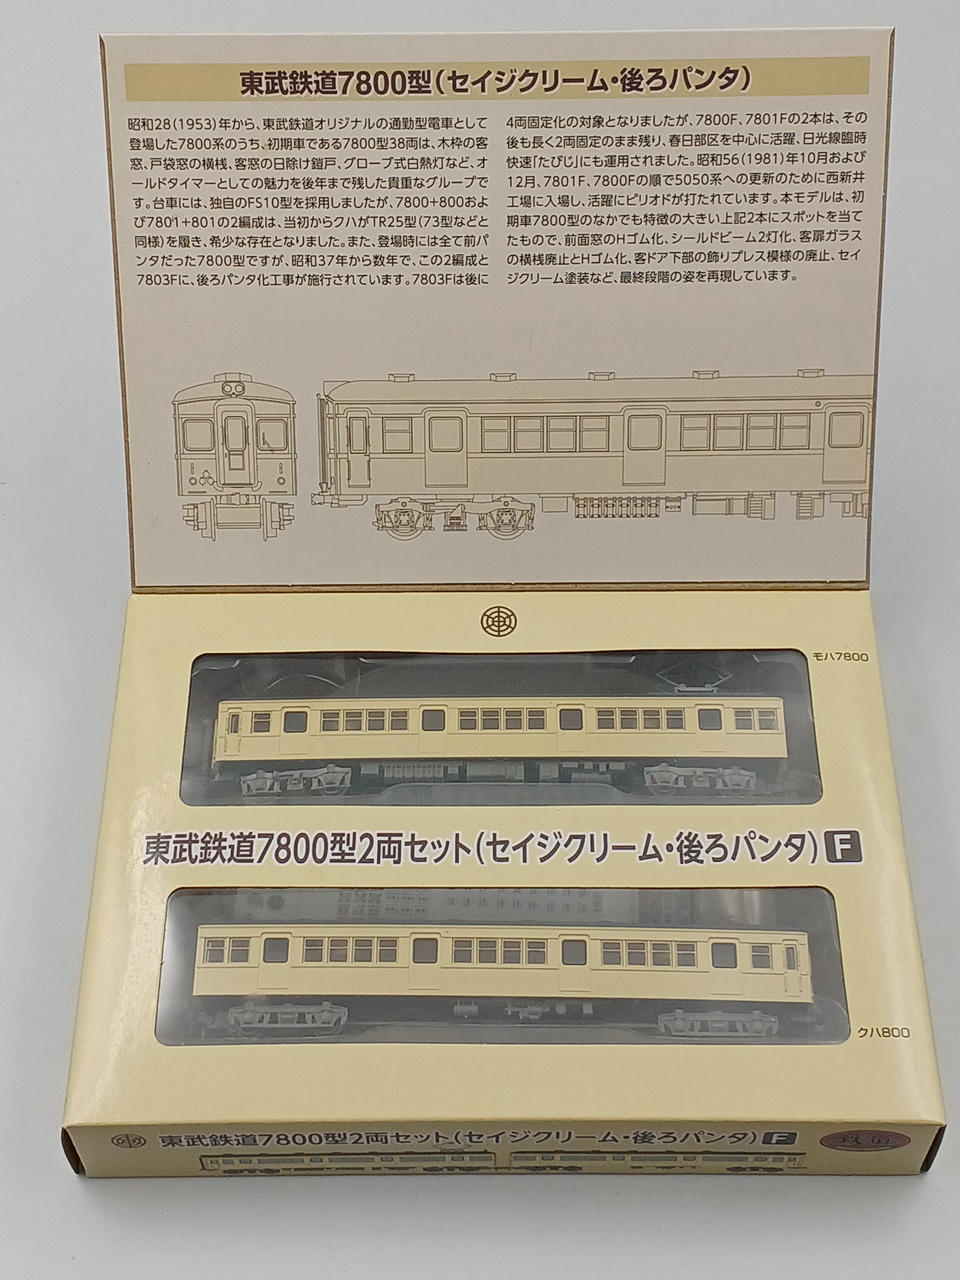 東武鉄道7800型(セイジクリーム・後ろパンタ)
昭和28(1953)年から、東武鉄道オリジナルの通勤型電車として
登場した7800系のうち、初期車である7800型38両は、木枠の客
窓、戸袋窓の横桟、客窓の日除け鎧戸、グローブ式白熱灯など、オ
ールドタイマーとしての魅力を後年まで残した貴重なグループで
す。台車には、独自のFS10型を採用しましたが、7800+800およ
び7801+801の2編成は、当初からクハがTR25型(73型などと
同様)を履き、希少な存在となりました。また、登場時には全て前パ
ンタだった7800型ですが、昭和37年から数年で、この2編成と
7803Fに、後ろパンタ化工事が施行されています。7803Fは後に
4両固定化の対象となりましたが、7800F、7801Fの2本は、その
後も長く2両固定のまま残り、春日部区を中心に活躍、日光線臨時
快速「たびじ」にも運用されました。昭和56(1981)年10月および
12月、7801F、7800Fの順で5050系への更新のために西新井
工場に入場し、活躍にピリオドが打たれています。本モデルは、初
期車7800型のなかでも特徴の大きい上記2本にスポットを当て
たもので、前面窓のHゴム化、シールドビーム2灯化、客扉ガラス
の横桟廃止とHゴム化、客ドア下部の飾りプレス模様の廃止、セイ
ジクリーム塗装など、最終段階の姿を再現しています。
モハ7800
東武鉄道7800型2両セット(セイジクリーム・後ろパンタ) F
クハ800
東武鉄道7800型2両セット(セイジクリーム・後ろパンタ) F
鉄道